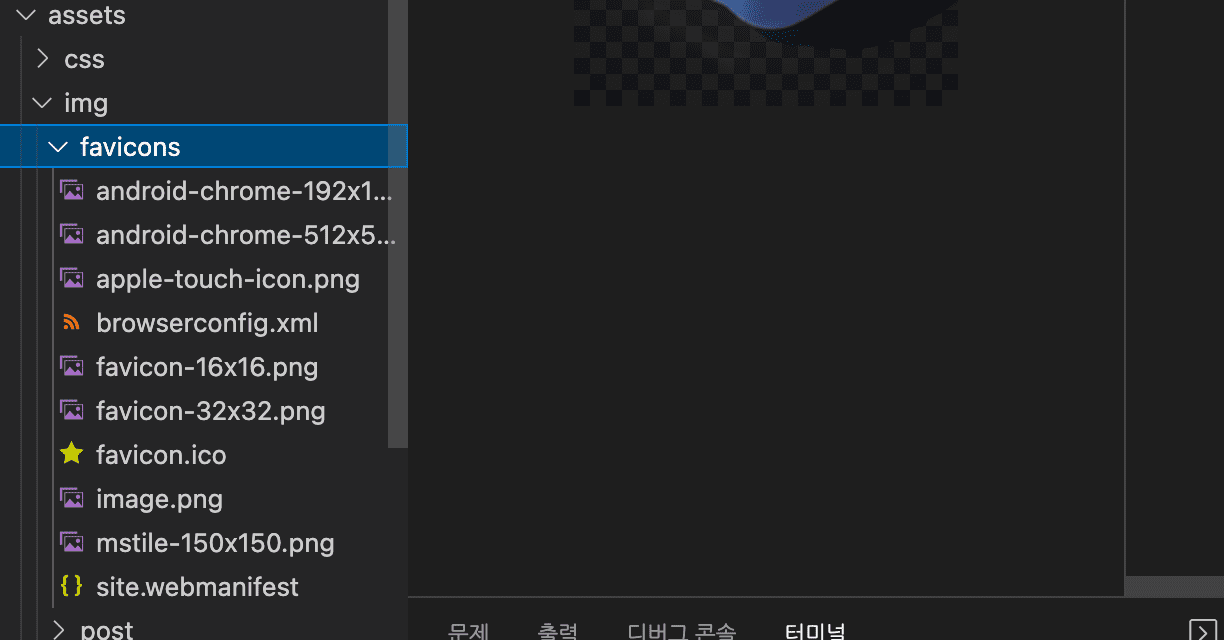 assets
css
img
favicons
android-chrome-192x1...
android-chrome-512x5...
apple-touch-icon.png
browserconfig.xml
favicon-16x16.png
favicon-32x32.png
favicon.ico
image.png
mstile-150x150.png
site.webmanifest
post
문제 출력 디버그 콘솔 터미널